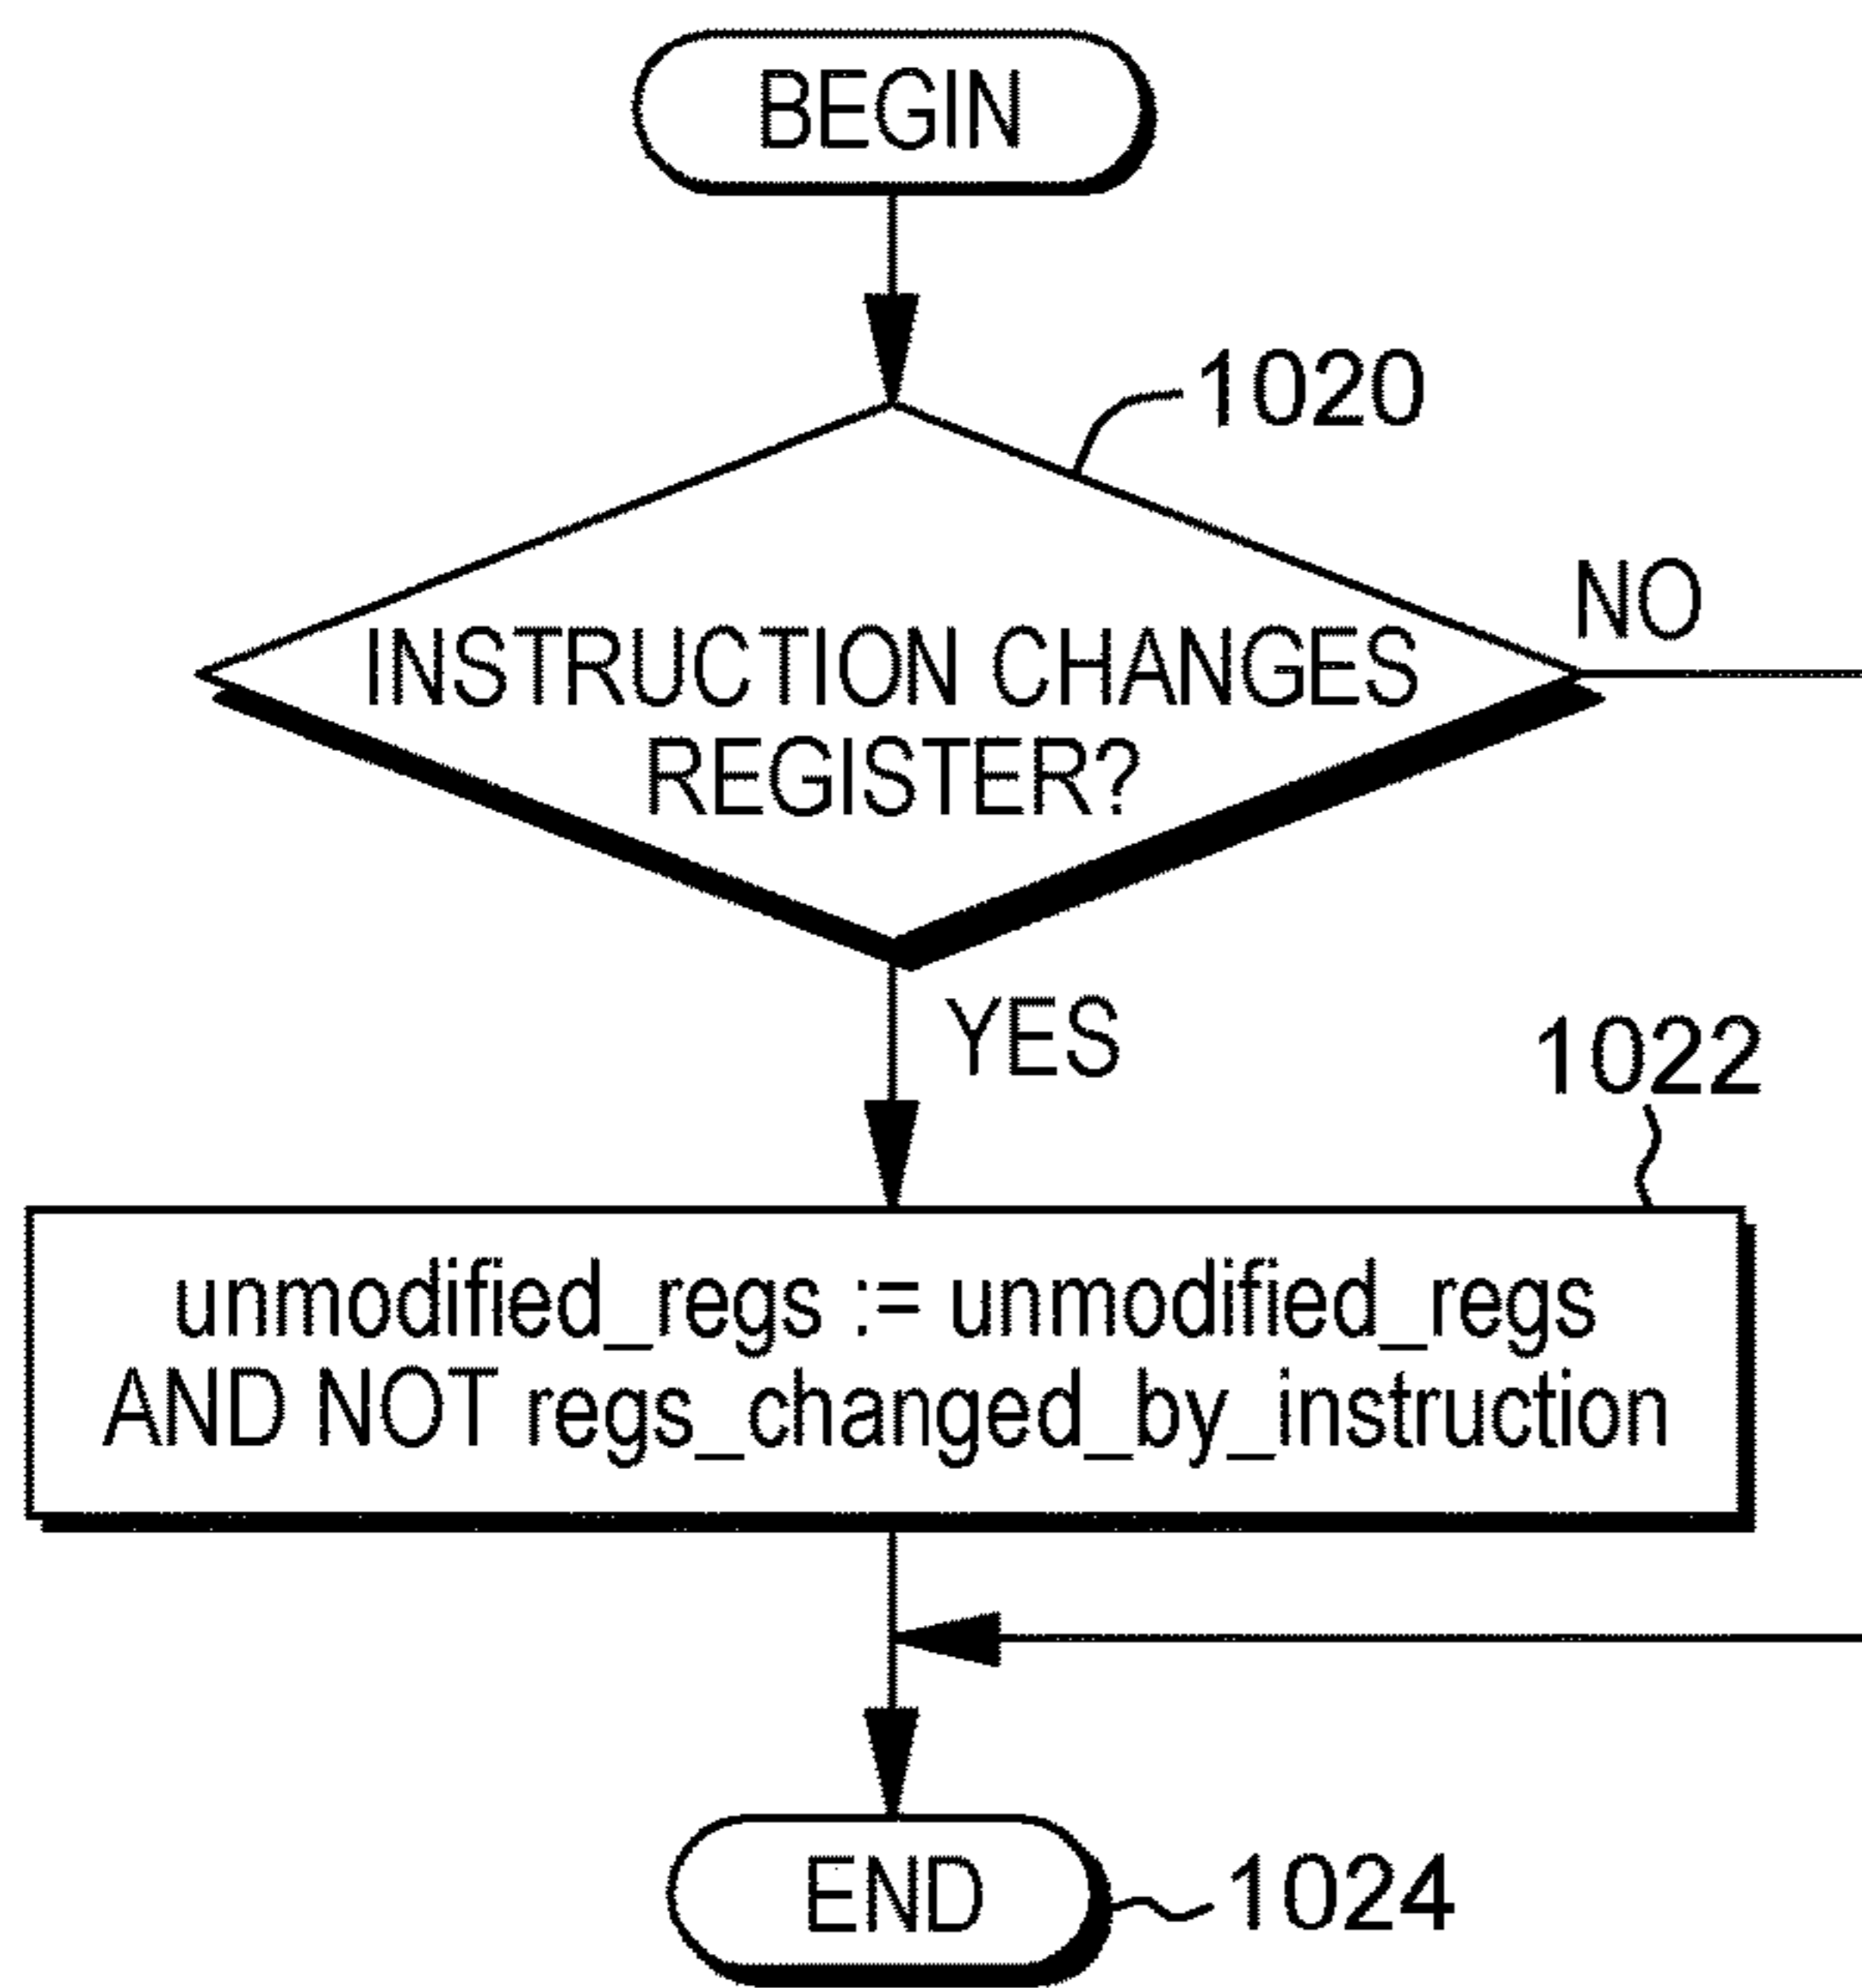 BEGIN
1020
NO
INSTRUCTION CHANGES
REGISTER?
YES
1022
unmodified_regs := unmodified_regs
AND NOT regs_changed_by_instruction
END
1024